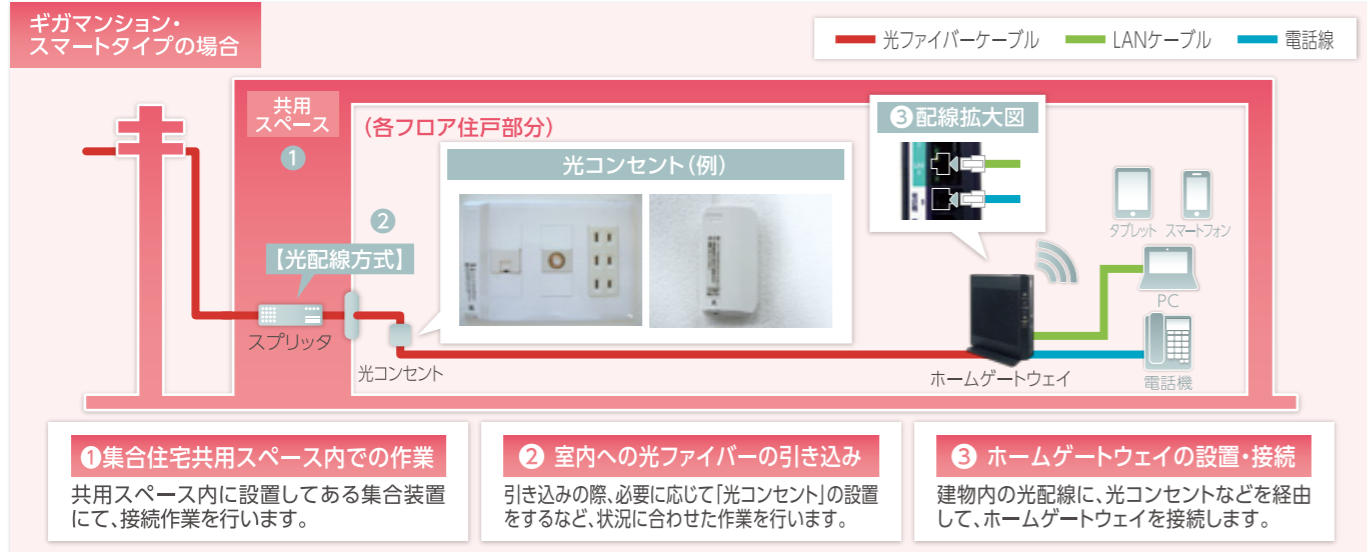 ギガマンション・
スマートタイプの場合
光ファイバーケーブル
LANケーブル
電話線
共用
スペース
❶
(各フロア住戸部分)
光コンセント(例)
❸配線拡大図
❷
【光配線方式】
スプリッタ
光コンセント
ホームゲートウェイ
タブレット
スマートフォン
PC
電話機
❶集合住宅共用スペース内での作業
共用スペース内に設置してある集合装置
にて、接続作業を行います。
❷ 室内への光ファイバーの引き込み
引き込みの際、必要に応じて「光コンセント」の設置
をするなど、状況に合わせた作業を行います。
❸ ホームゲートウェイの設置・接続
建物内の光配線に、光コンセントなどを経由
して、ホームゲートウェイを接続します。